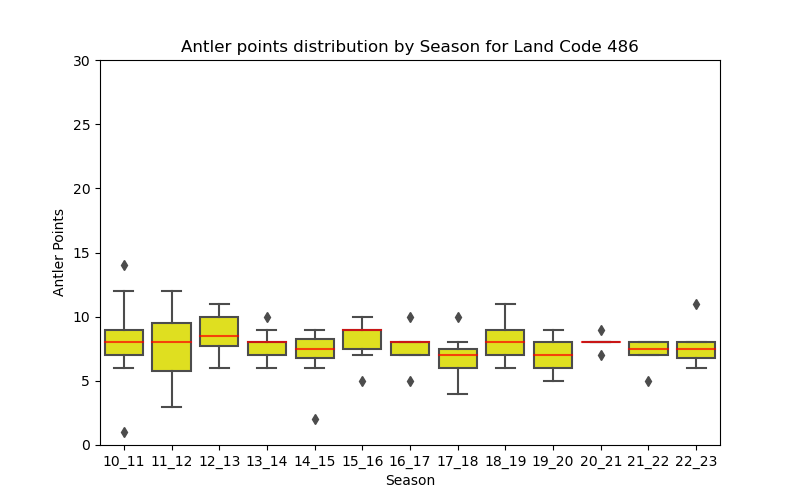 Antler points distribution by Season for Land Code 486
Antler Points
30
25
20
15
10
5
0
10_11 11_12 12_13 13_14 14_15 15_16 16_17 17_18 18_19 19_20 20_21 21_22 22_23
Season